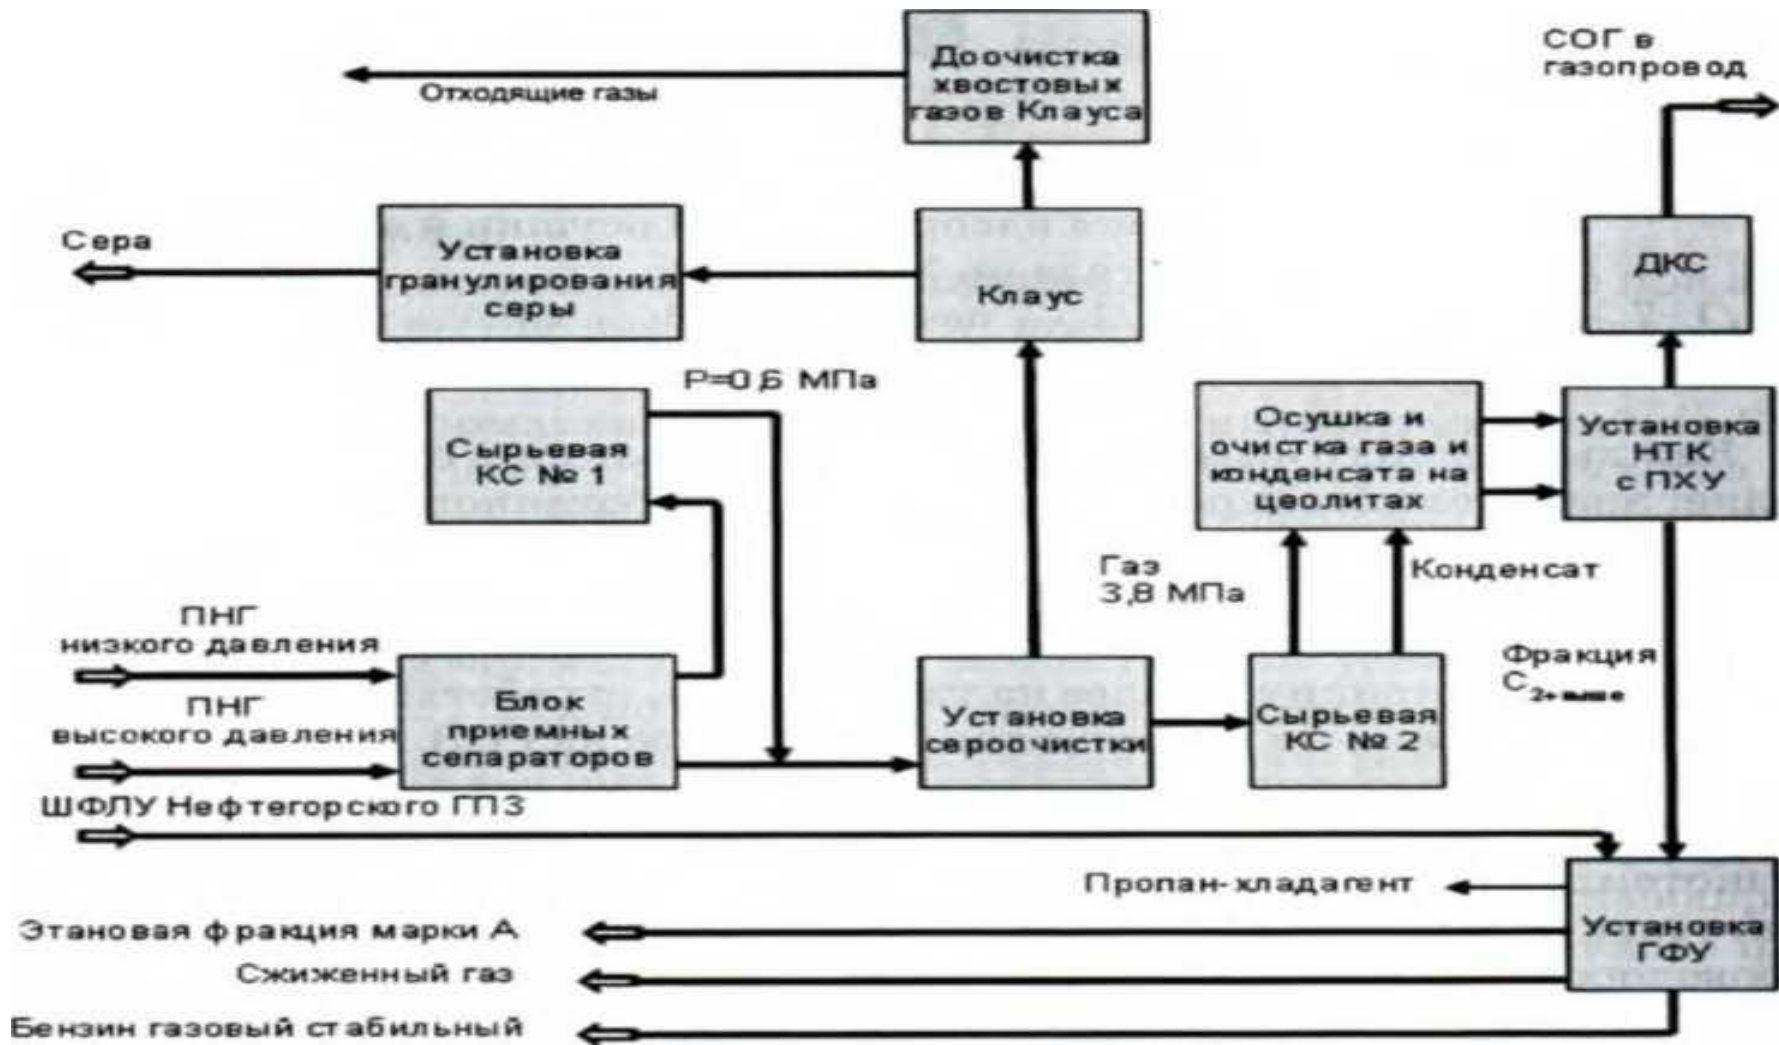 Доочистка
хвостовых
газов Клауса
СОГ в
газопровод
Отходящие газы
Сера
Установка
гранулирования
серы
Клаус
ДКС
P=0,6 МПа
Сырьевая
КС № 1
Осушка и
очистка газа и
конденсата на
цеолитах
Установка
НТК
с ПХУ
Газ
3,8 МПа
Конденсат
ПНГ
низкого давления
ПНГ
высокого давления
Блок
приемных
сепараторов
Установка
сероочистки
Сырьевая
КС № 2
Фракция
C2+выше
ШФЛУ Нефтегорского ГПЗ
Пропан-хладагент
Этановая фракция марки А
Сжиженный газ
Бензин газовый стабильный
Установка
ГФУ